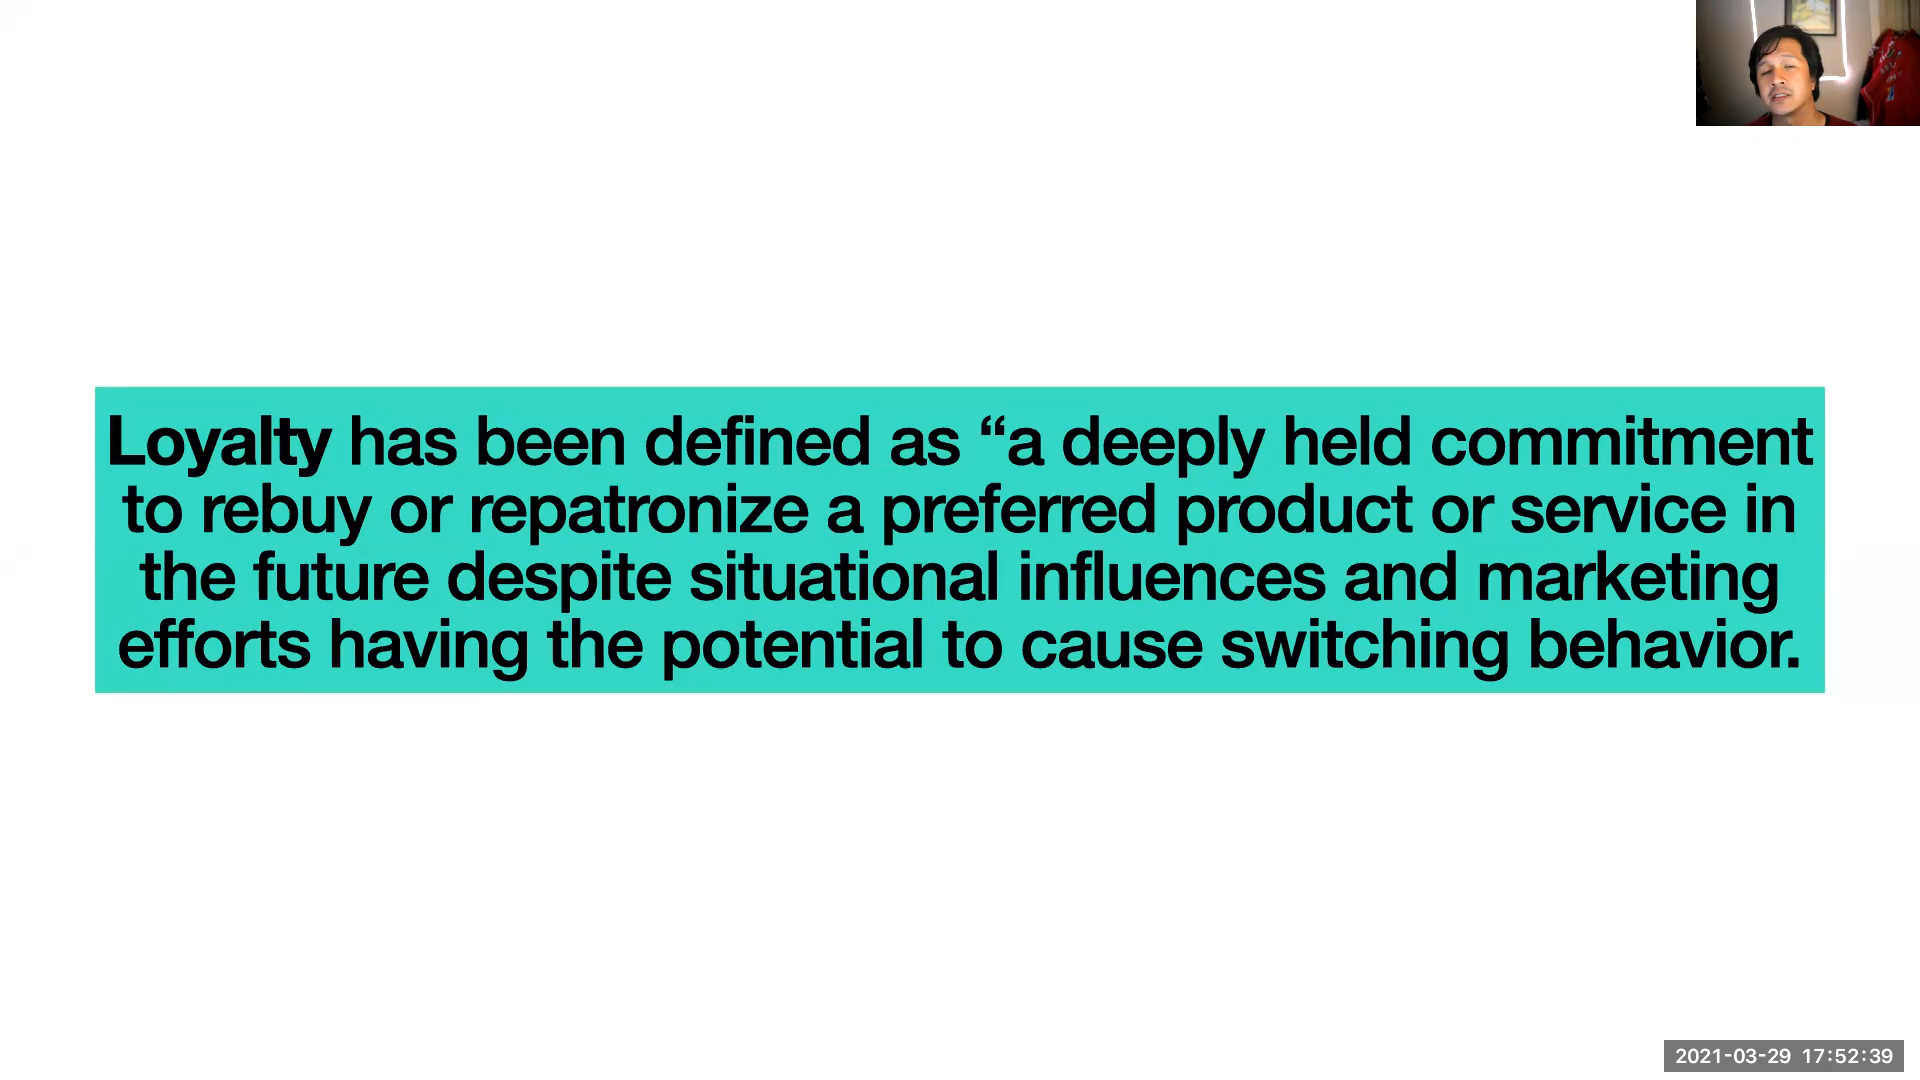 Loyalty has been defined as “a deeply held commitment
to rebuy or repatronize a preferred product or service in
the future despite situational influences and marketing
efforts having the potential to cause switching behavior.
2021-03-29 17:52:39